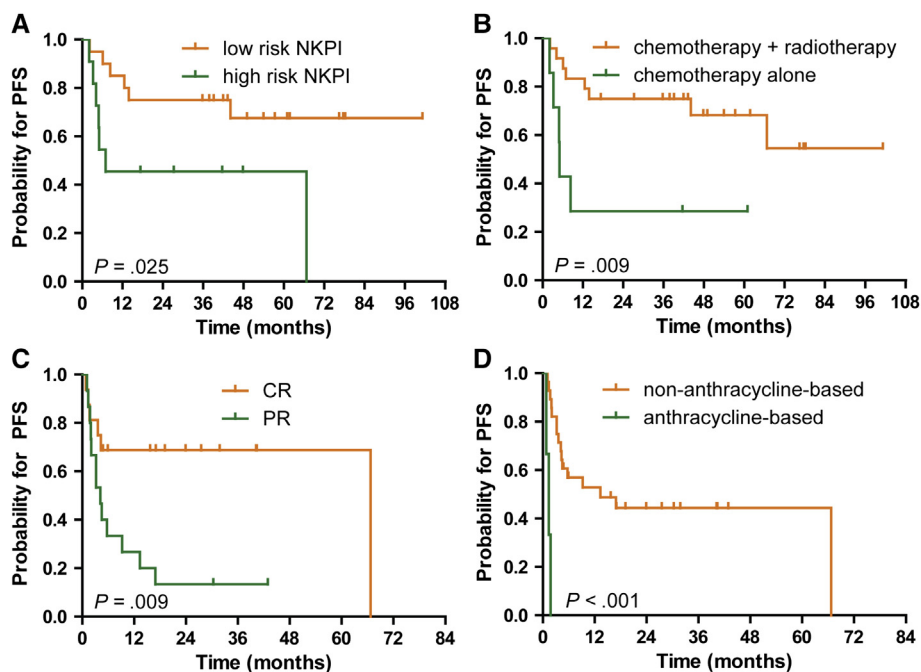 A
low risk NKPI
high risk NKPI
Probability for PFS
1.0
0.8
0.6
0.4
0.2
0.0
P = .025
0 12 24 36 48 60 72 84 96 108
Time (months)
B
chemotherapy + radiotherapy
chemotherapy alone
Probability for PFS
1.0
0.8
0.6
0.4
0.2
0.0
P = .009
0 12 24 36 48 60 72 84 96 108
Time (months)
C
CR
PR
Probability for PFS
1.0
0.8
0.6
0.4
0.2
0.0
P = .009
0 12 24 36 48 60 72 84
Time (months)
D
non-anthracycline-based
anthracycline-based
Probability for PFS
1.0
0.8
0.6
0.4
0.2
0.0
P < .001
0 12 24 36 48 60 72 84
Time (months)